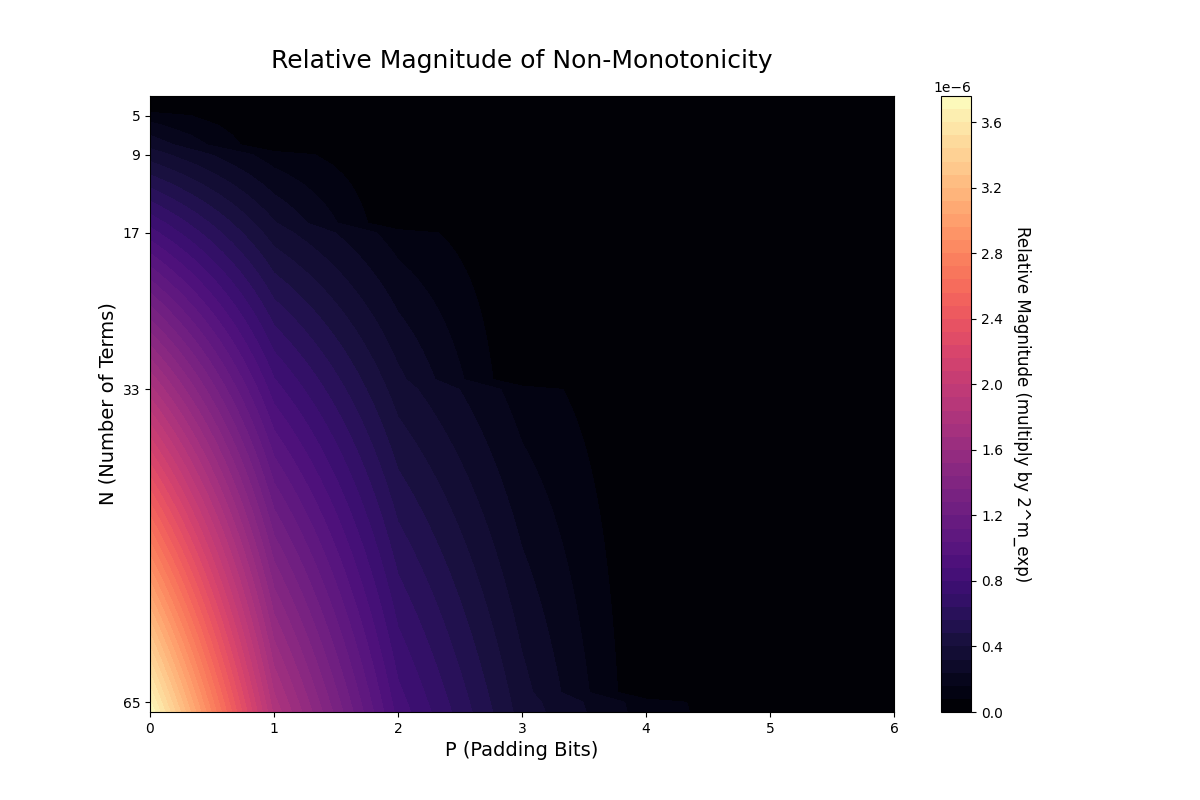 Relative Magnitude of Non-Monotonicity
1e−6
5
9
17
33
65
N (Number of Terms)
0 1 2 3 4 5 6
P (Padding Bits)
3.6
3.2
2.8
2.4
2.0
1.6
1.2
0.8
0.4
0.0
Relative Magnitude (multiply by 2^m_exp)